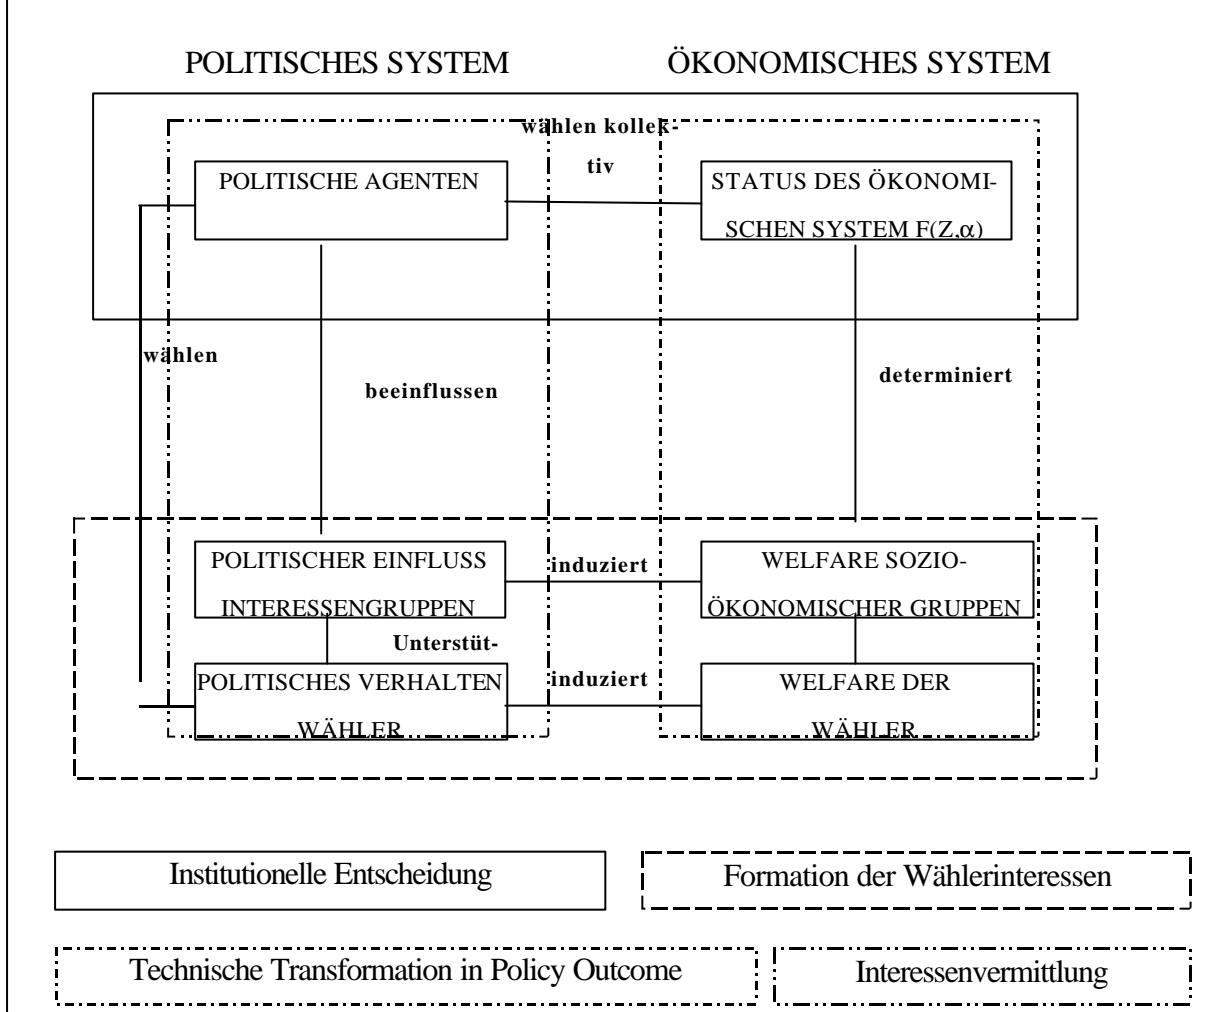 POLITISCHES SYSTEM
ÖKONOMISCHES SYSTEM
wählen kollek-
tiv
POLITISCHE AGENTEN
STATUS DES ÖKONOMI-
SCHEN SYSTEM F(Z,α)
wählen
beeinflussen
determiniert
POLITISCHER EINFLUSS
INTERESSENGRUPPEN
induziert
WELFARE SOZIO-
ÖKONOMISCHER GRUPPEN
Unterstüt-
POLITISCHES VERHALTEN
WÄHLER
induziert
WELFARE DER
WÄHLER
Institutionelle Entscheidung
Formation der Wählerinteressen
Technische Transformation in Policy Outcome
Interessenvermittlung